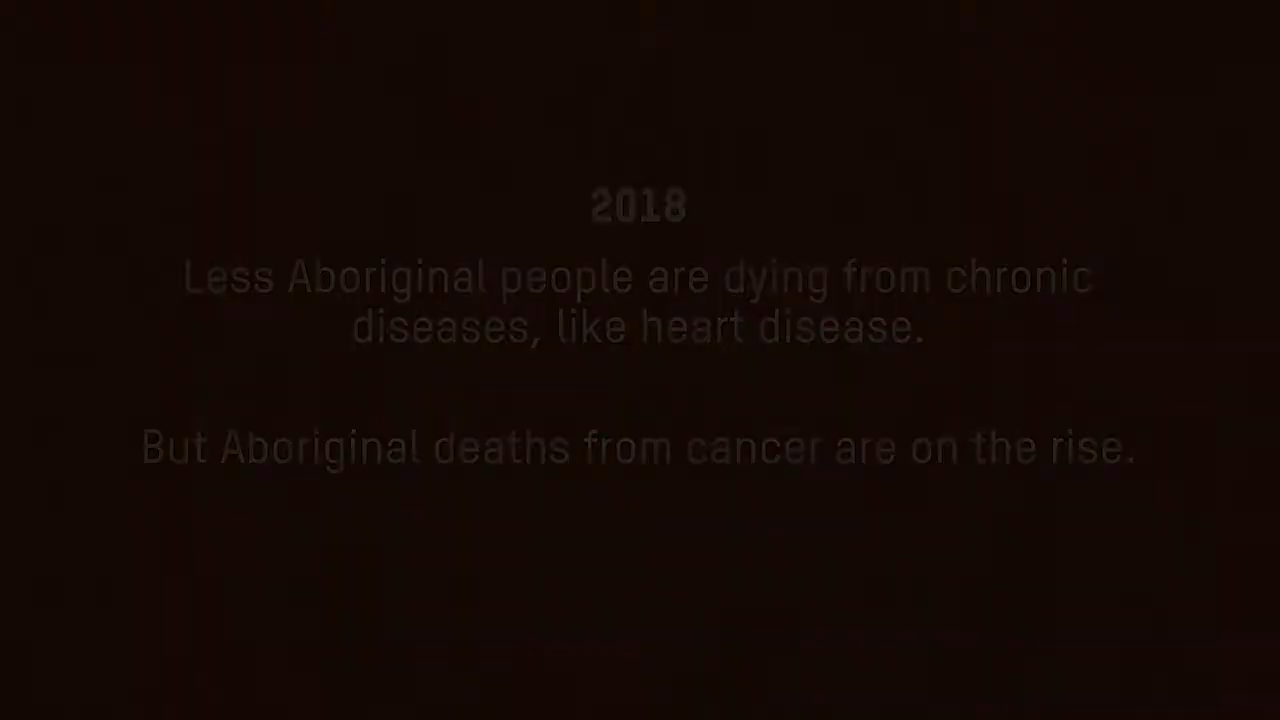 2018
Less Aboriginal people are dying from chronic
diseases, like heart disease.
But Aboriginal deaths from cancer are on the rise.